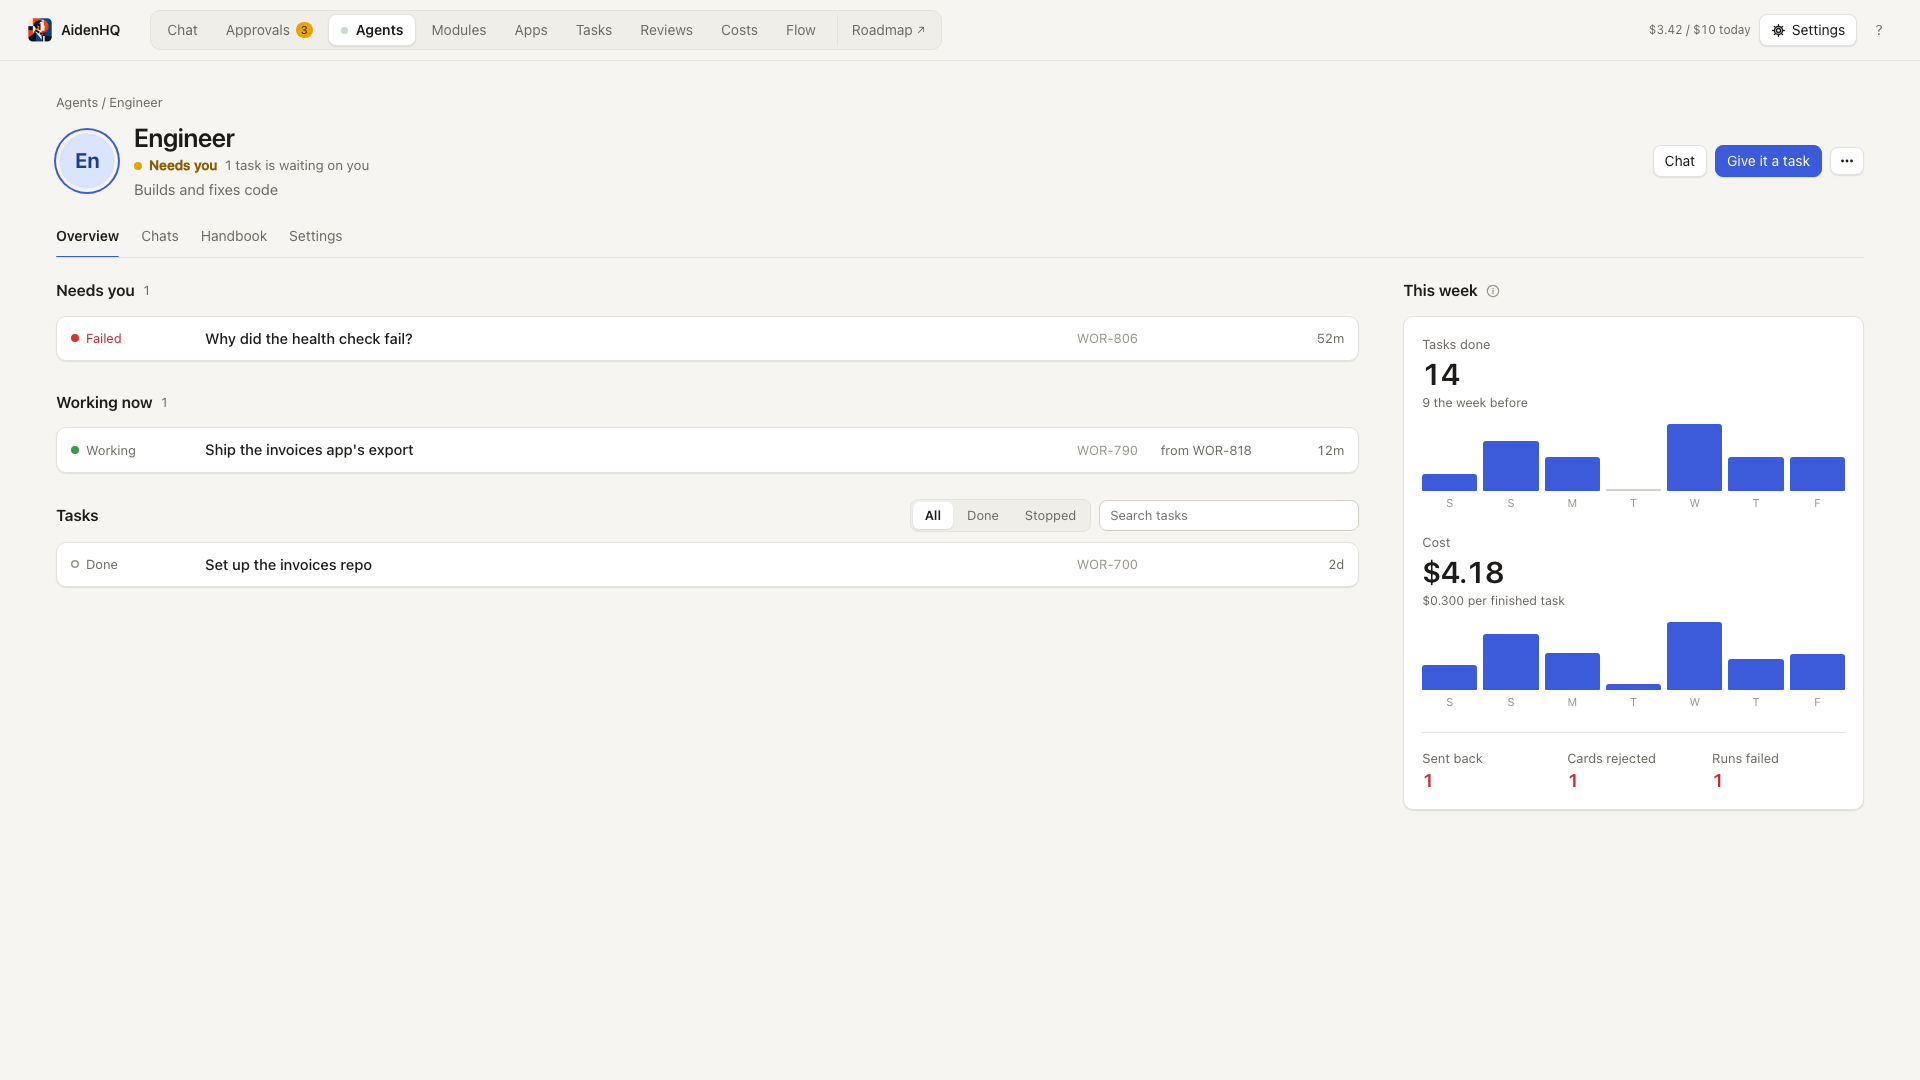 AidenHQ
Chat
Approvals 3
Agents
Modules
Apps
Tasks
Reviews
Costs
Flow
Roadmap ↗
$3.42 / $10 today
Settings
?
Agents / Engineer
En
Engineer
Needs you 1 task is waiting on you
Builds and fixes code
Chat
Give it a task
···
Overview
Chats
Handbook
Settings
Needs you 1
Failed Why did the health check fail? WOR-806 52m
Working now 1
Working Ship the invoices app's export WOR-790 from WOR-818 12m
Tasks
All Done Stopped
Search tasks
Done Set up the invoices repo WOR-700 2d
This week
Tasks done
14
9 the week before
S S M T W T F
Cost
$4.18
$0.300 per finished task
S S M T W T F
Sent back Cards rejected Runs failed
1 1 1